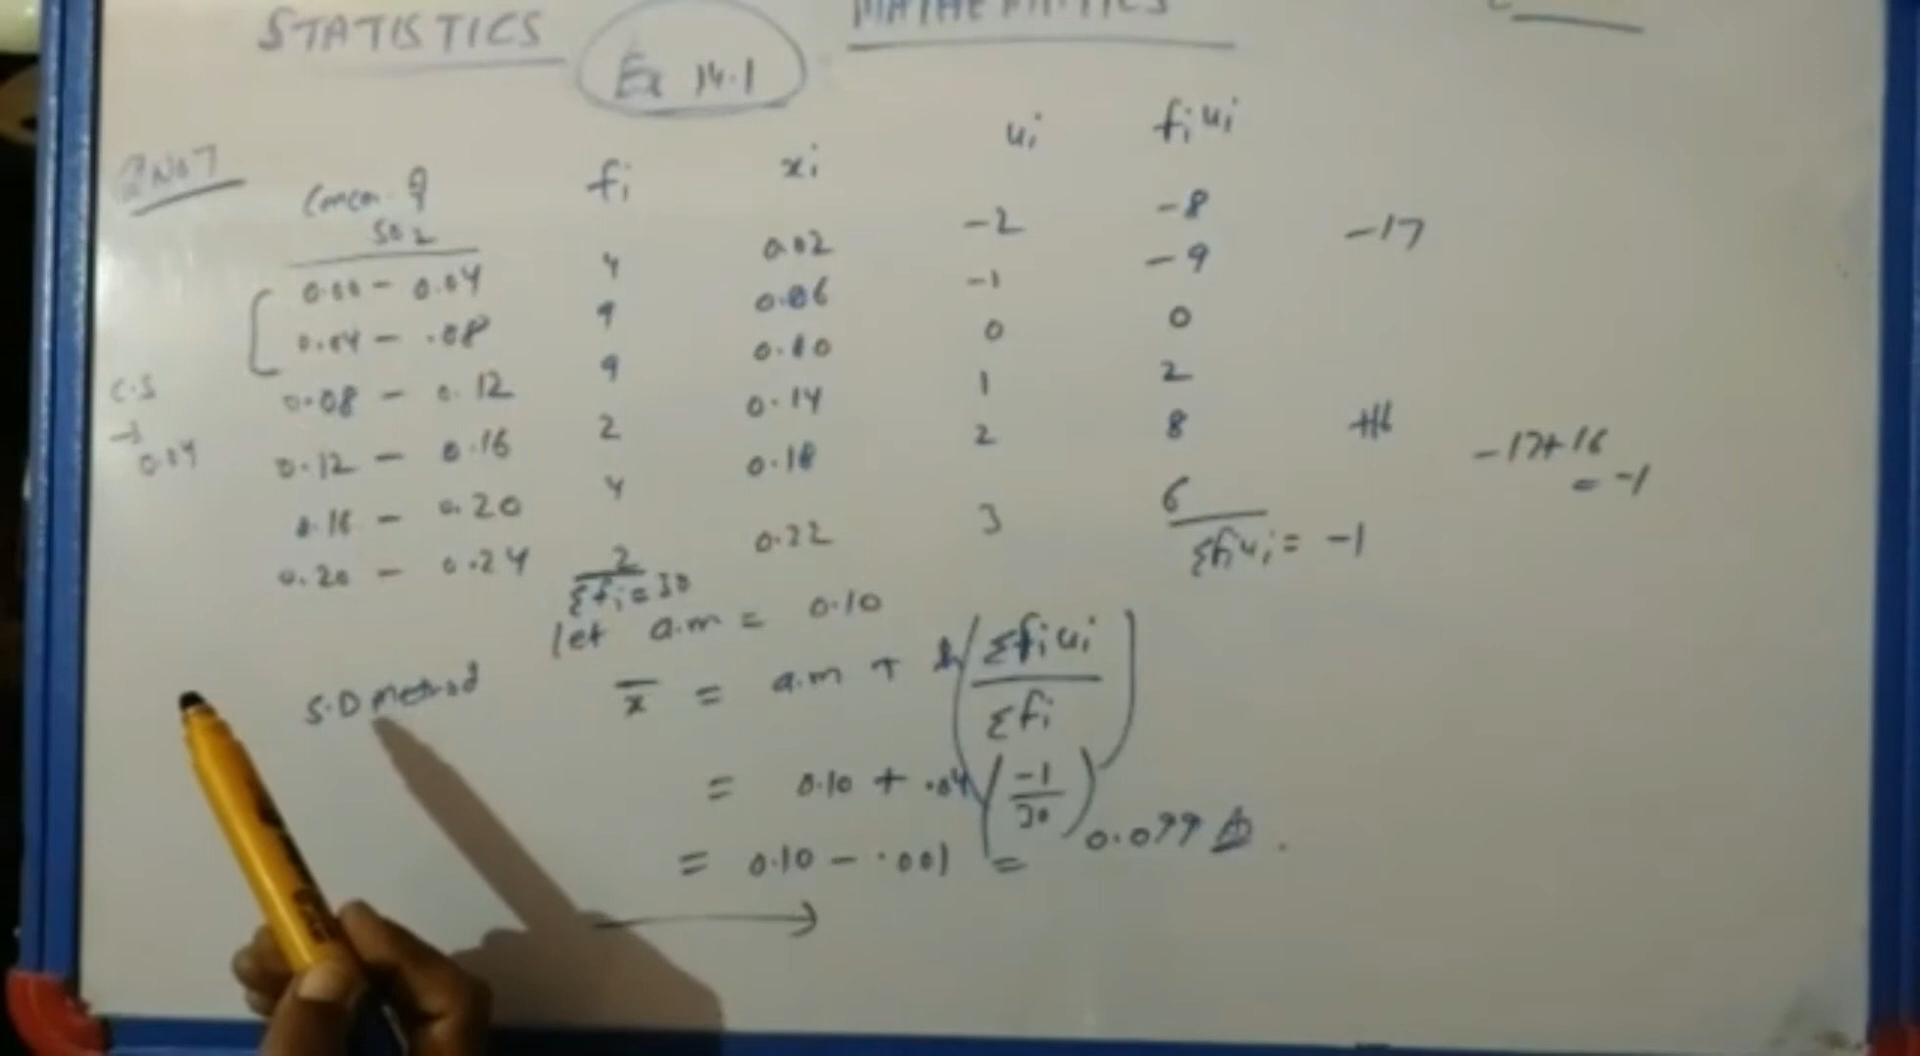 STATISTICS Ex 14.1 MATHEMATICS
Q No 7
Concn. of SO2 fi xi ui fiui
0.00 - 0.04 4 0.02 -2 -8 -17
0.04 - .08 9 0.06 -1 -9
0.08 - 0.12 9 0.10 0 0
0.12 - 0.16 2 0.14 1 2
0.16 - 0.20 4 0.18 2 8 +16
0.20 - 0.24 2 0.22 3 6
C.S
→ 0.04
-17+16
= -1
Σfi = 30 Σfiui = -1
let a.m = 0.10
S.D method x̄ = a.m + h(Σfiui/Σfi)
= 0.10 + .04(-1/30)
= 0.10 - .001 = 0.099